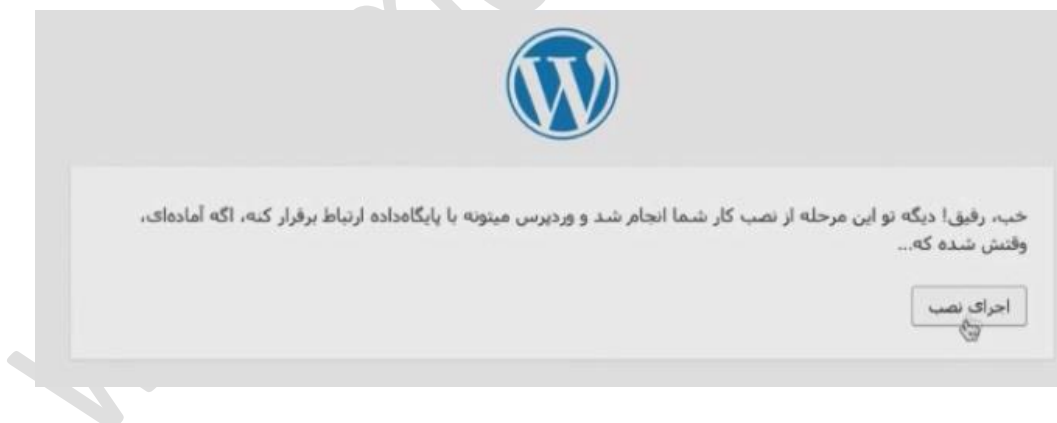 خب، رفیق! دیگه تو این مرحله از نصب کار شما انجام شد و وردپرس میتونه با پایگاه‌داده ارتباط برقرار کنه، اگه آماده‌ای،
وقتش شده که...
اجرای نصب